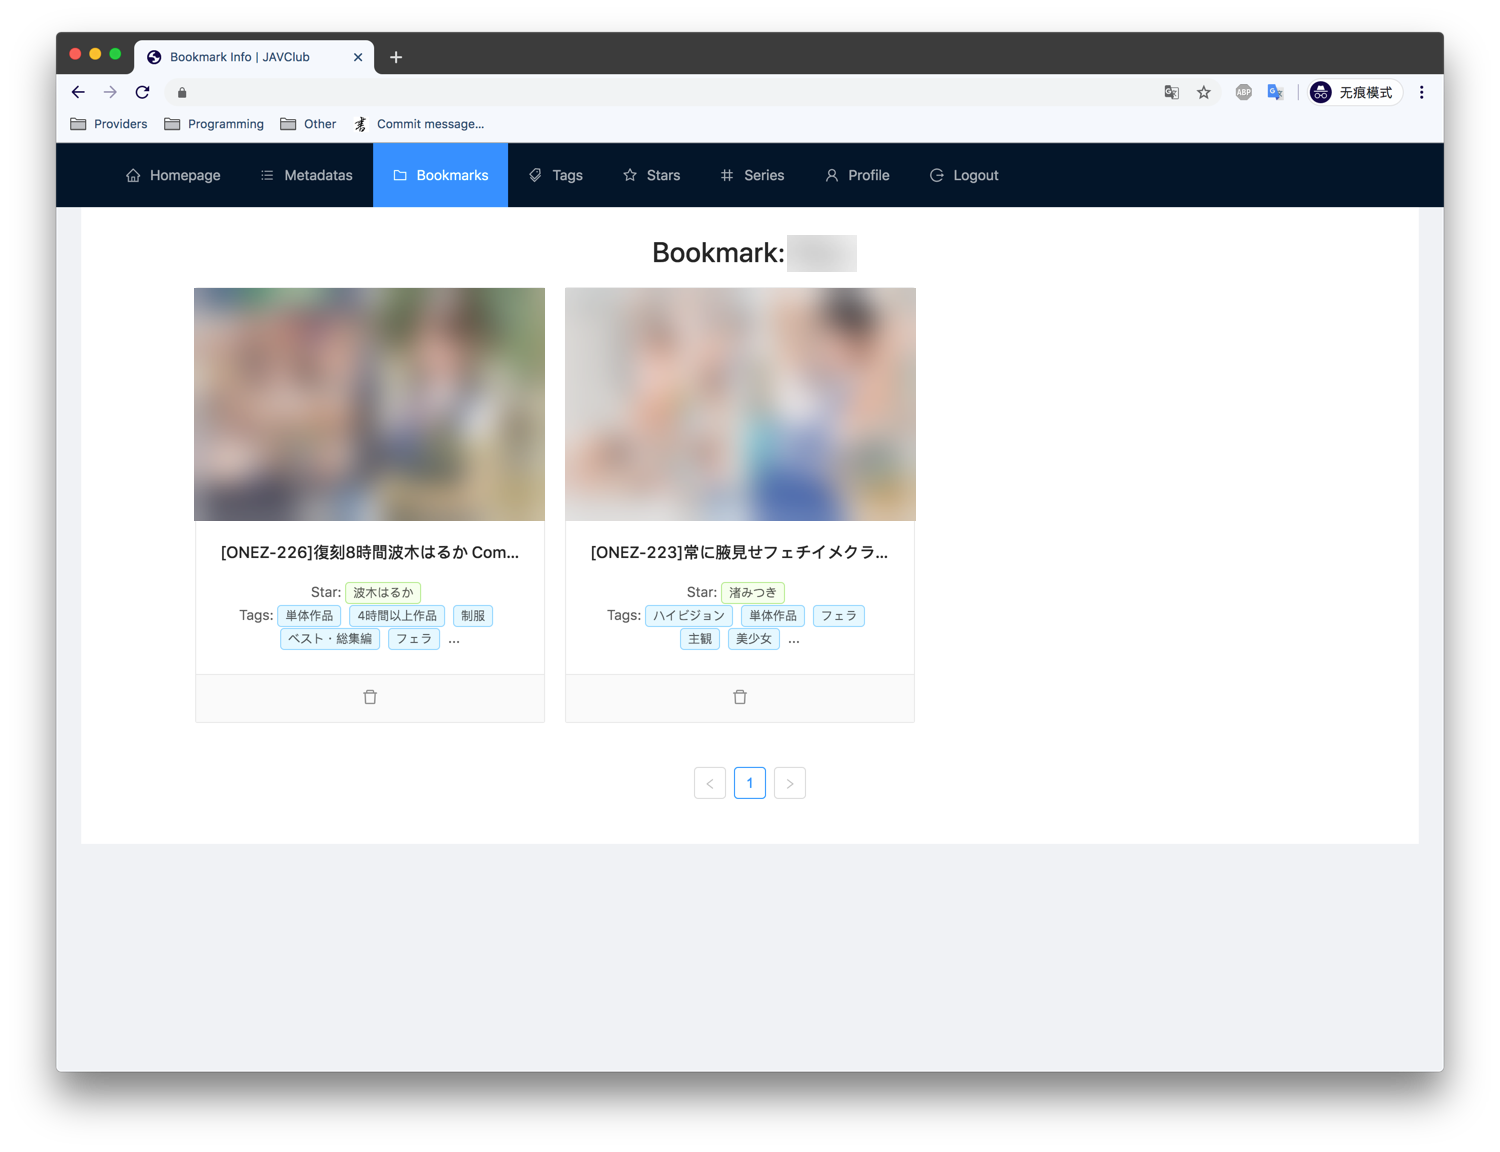 Bookmark Info | JAVClub
ABP
无痕模式
Providers Programming Other Commit message...
Homepage Metadatas Bookmarks Tags Stars Series Profile Logout
Bookmark:
[ONEZ-226]復刻8時間波木はるか Com...
Star: 波木はるか
Tags: 単体作品 4時間以上作品 制服
ベスト・総集編 フェラ ...
[ONEZ-223]常に腋見せフェチイメクラ...
Star: 渚みつき
Tags: ハイビジョン 単体作品 フェラ
主観 美少女 ...
< 1 >